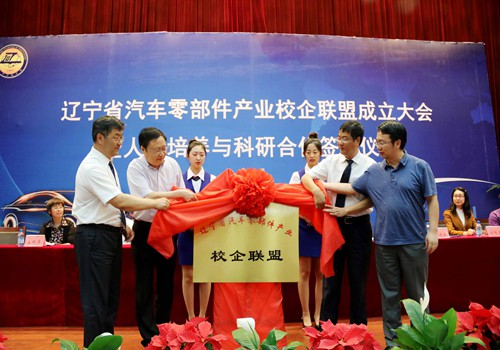 辽宁省汽车零部件产业校企联盟成立大会
人 培养与科研合作签 仪
辽宁省汽车零部件产业
校企联盟